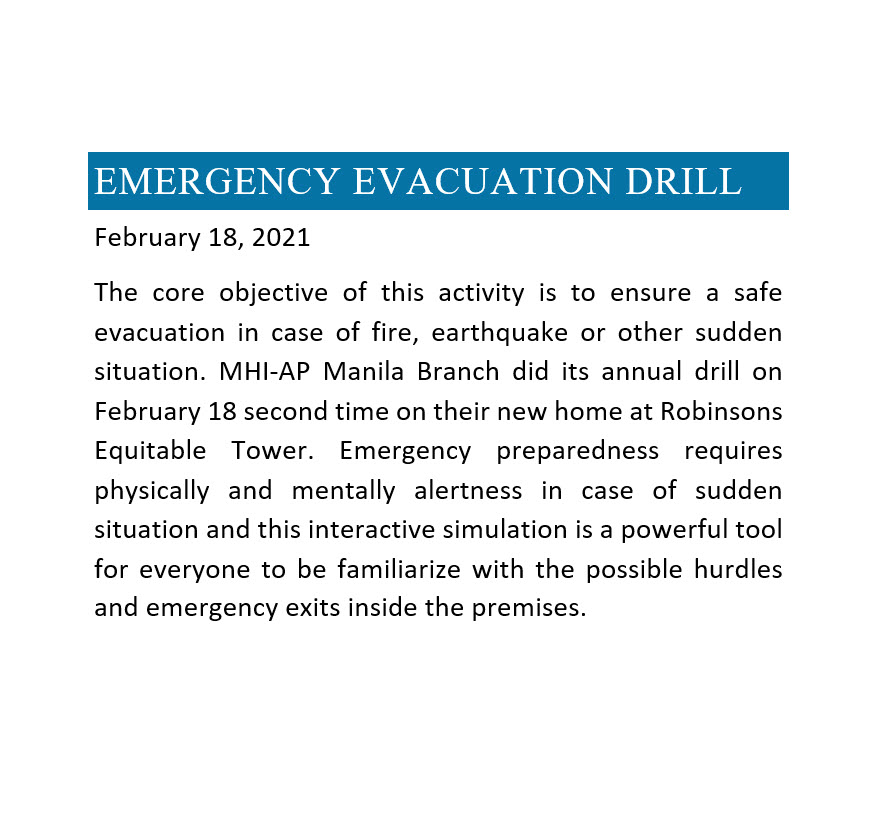 EMERGENCY EVACUATION DRILL
February 18, 2021
The core objective of this activity is to ensure a safe
evacuation in case of fire, earthquake or other sudden
situation. MHI-AP Manila Branch did its annual drill on
February 18 second time on their new home at Robinsons
Equitable Tower. Emergency preparedness requires
physically and mentally alertness in case of sudden
situation and this interactive simulation is a powerful tool
for everyone to be familiarize with the possible hurdles
and emergency exits inside the premises.